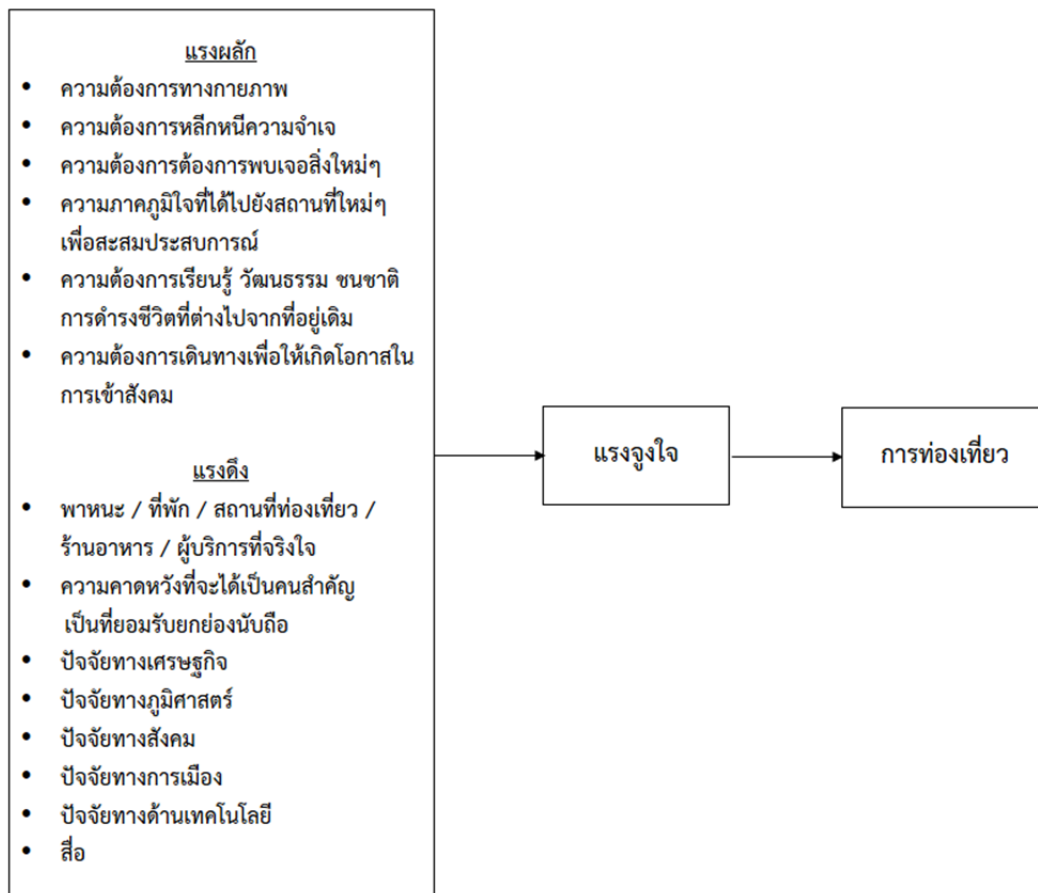 แรงผลัก
• ความต้องการทางกายภาพ
• ความต้องการหลีกหนีความจำเจ
• ความต้องการต้องการพบเจอสิ่งใหม่ๆ
• ความภาคภูมิใจที่ได้ไปยังสถานที่ใหม่ๆ
เพื่อสะสมประสบการณ์
• ความต้องการเรียนรู้ วัฒนธรรม ชนชาติ
การดำรงชีวิตที่ต่างไปจากที่อยู่เดิม
• ความต้องการเดินทางเพื่อให้เกิดโอกาสใน
การเข้าสังคม
แรงดึง
• พาหนะ / ที่พัก / สถานที่ท่องเที่ยว /
ร้านอาหาร / ผู้บริการที่จริงใจ
• ความคาดหวังที่จะได้เป็นคนสำคัญ
เป็นที่ยอมรับยกย่องนับถือ
• ปัจจัยทางเศรษฐกิจ
• ปัจจัยทางภูมิศาสตร์
• ปัจจัยทางสังคม
• ปัจจัยทางการเมือง
• ปัจจัยทางด้านเทคโนโลยี
• สื่อ
แรงจูงใจ
การท่องเที่ยว